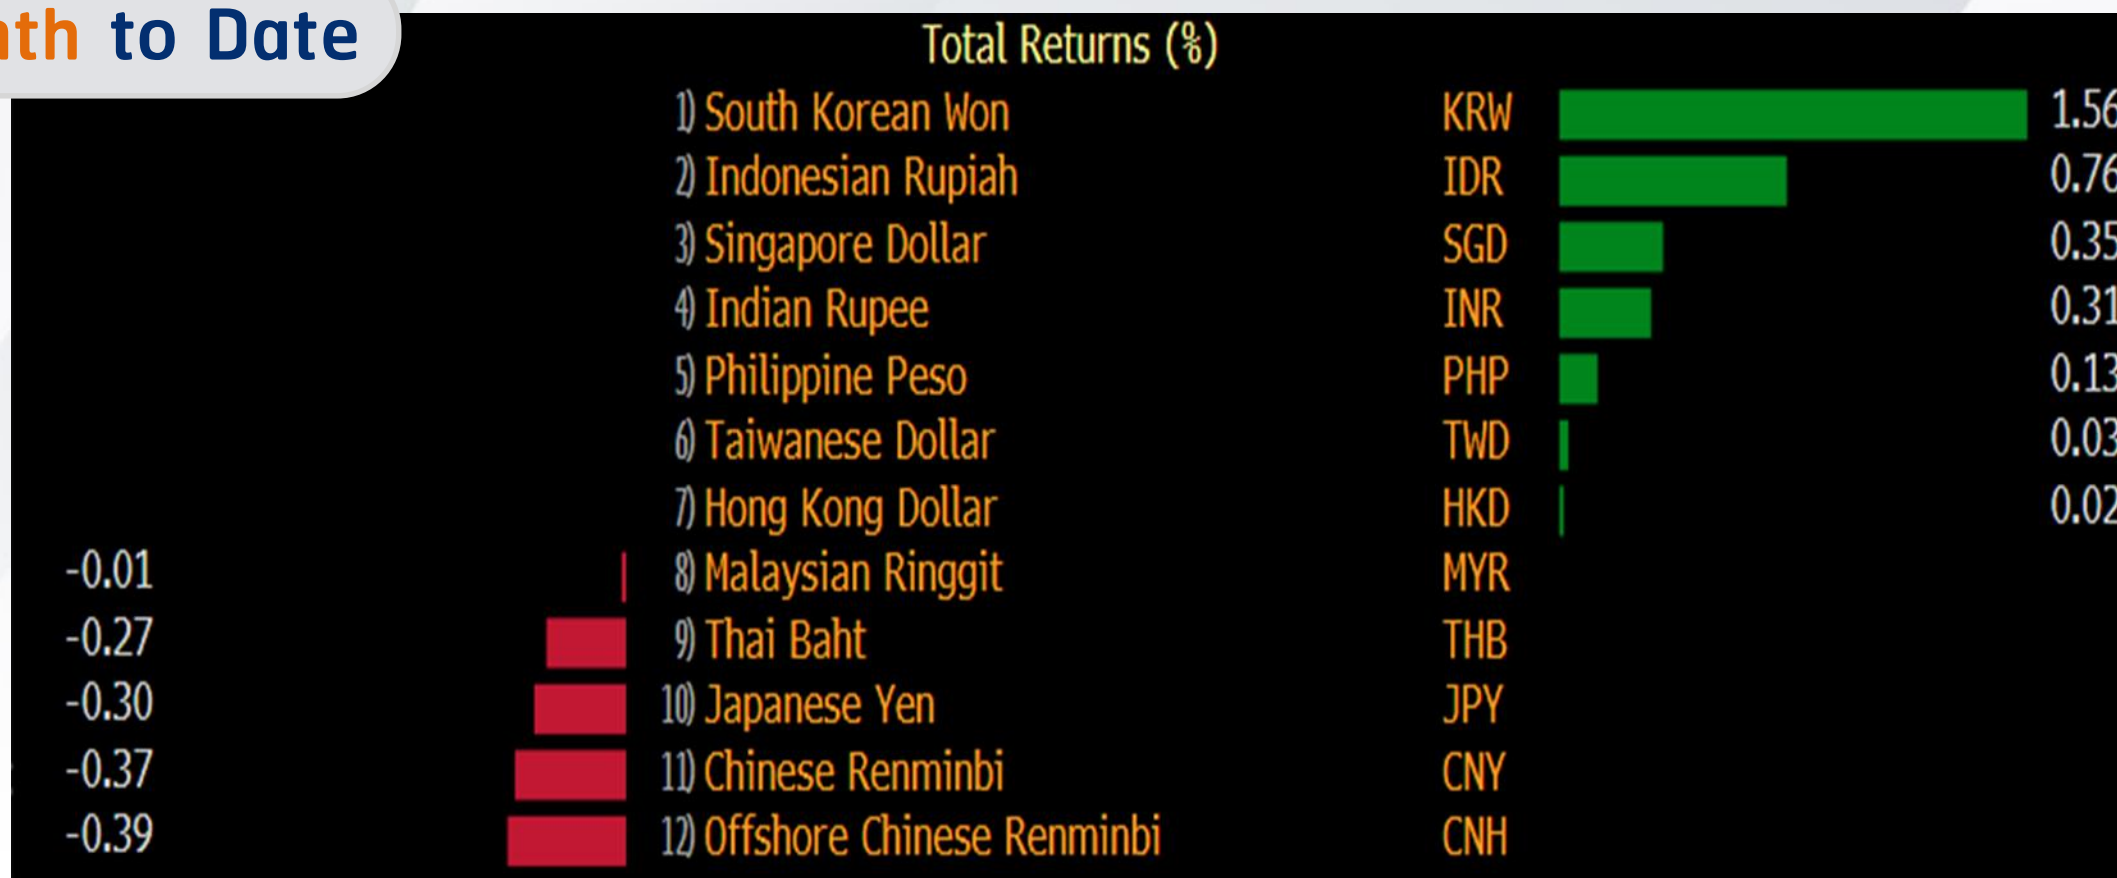 th to Date
Total Returns (%)
1) South Korean Won KRW 1.56
2) Indonesian Rupiah IDR 0.76
3) Singapore Dollar SGD 0.35
4) Indian Rupee INR 0.31
5) Philippine Peso PHP 0.13
6) Taiwanese Dollar TWD 0.03
7) Hong Kong Dollar HKD 0.02
-0.01 8) Malaysian Ringgit MYR
-0.27 9) Thai Baht THB
-0.30 10) Japanese Yen JPY
-0.37 11) Chinese Renminbi CNY
-0.39 12) Offshore Chinese Renminbi CNH